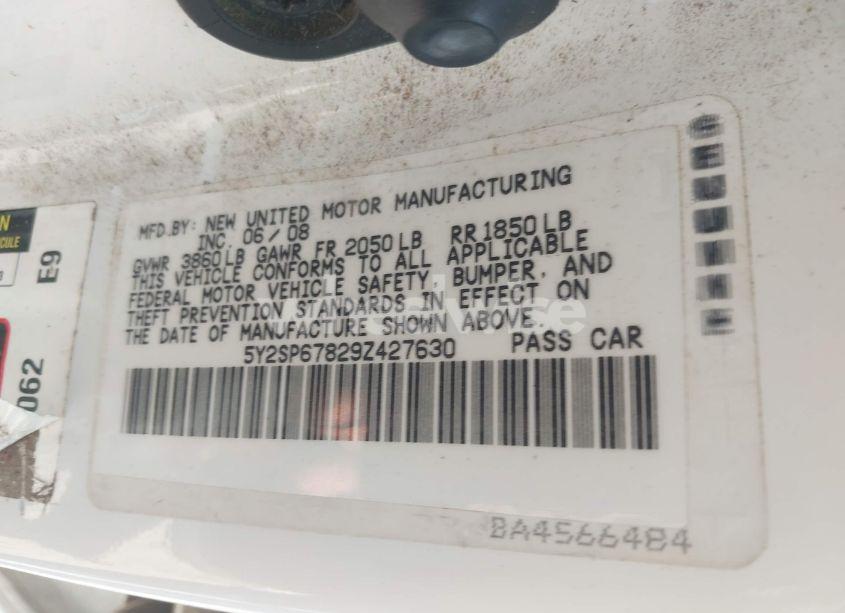 MFD.BY: NEW UNITED MOTOR MANUFACTURING
INC. 06/08
GVWR 3860LB GAWR FR 2050LB RR 1850LB
THIS VEHICLE CONFORMS TO ALL APPLICABLE
FEDERAL MOTOR VEHICLE SAFETY, BUMPER, AND
THEFT PREVENTION STANDARDS IN EFFECT ON
THE DATE OF MANUFACTURE SHOWN ABOVE.
5Y2SP67829Z427630 PASS CAR
BA4566484
E9
062